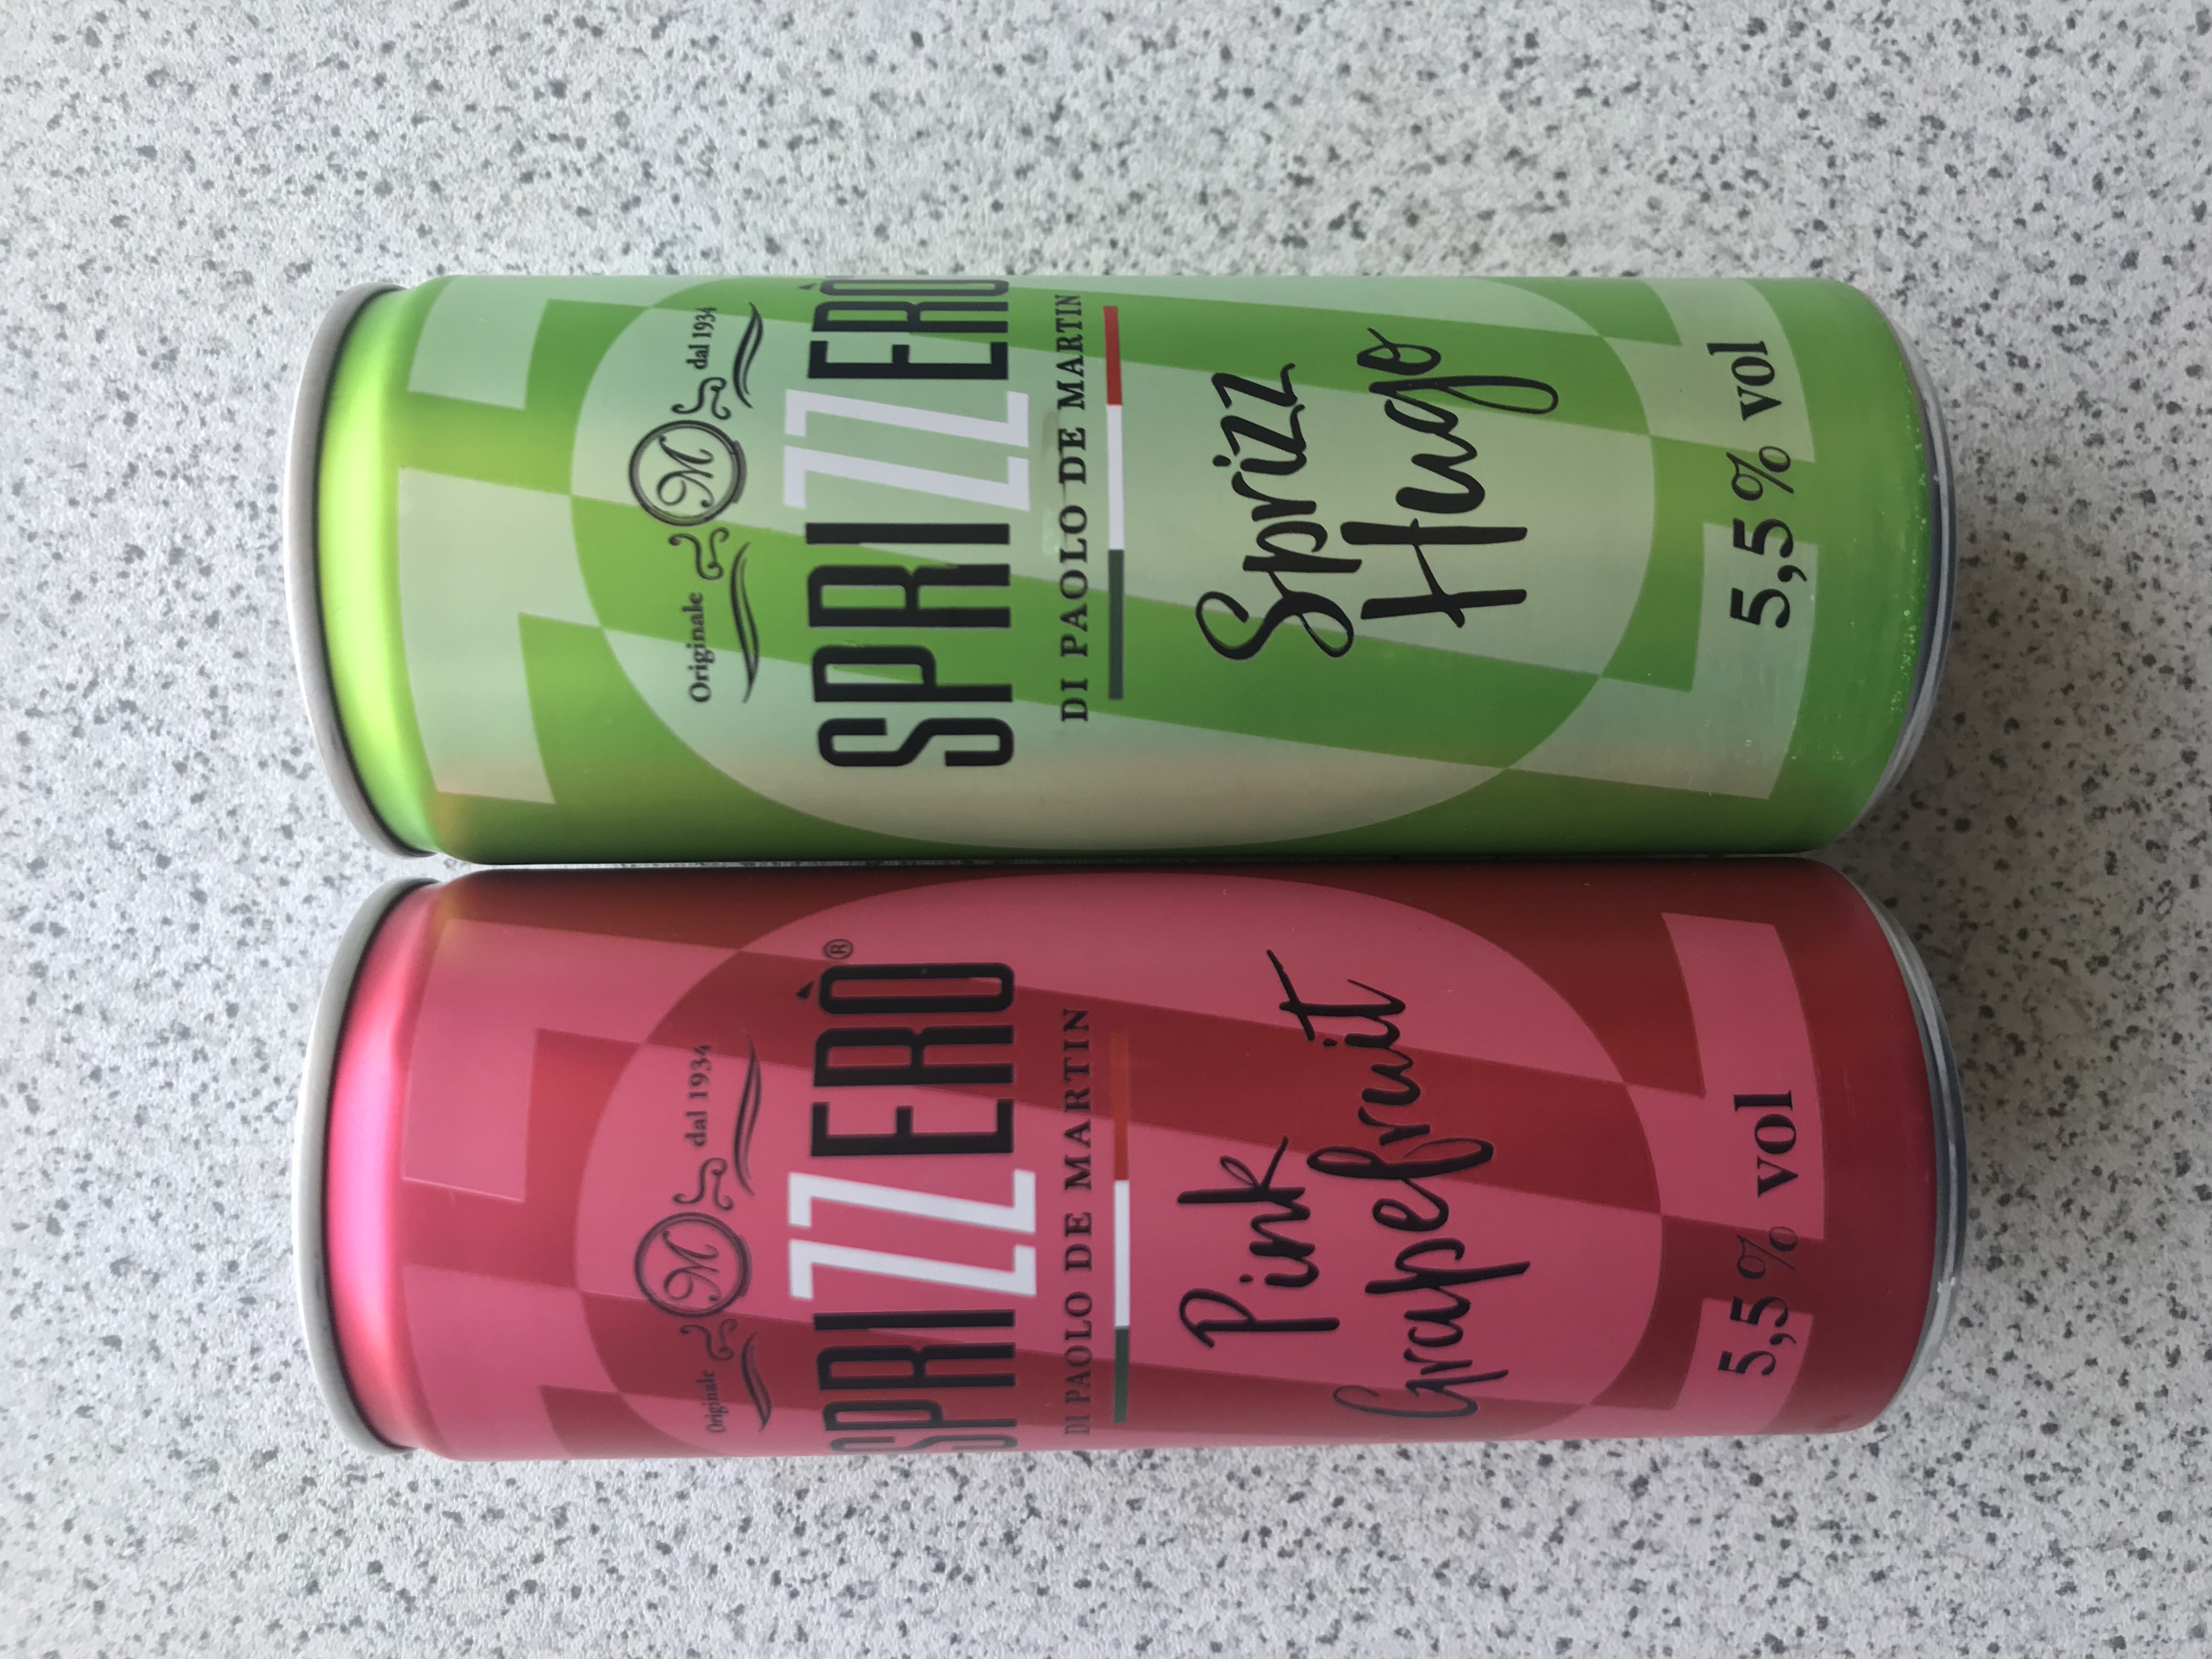 Originale M dal 1934
SPRIZZERÒ
DI PAOLO DE MARTIN
Sprizz
Hugo
5,5% vol
Originale M dal 1934
SPRIZZERÒ®
DI PAOLO DE MARTIN
Pink
Grapefruit
5,5% vol